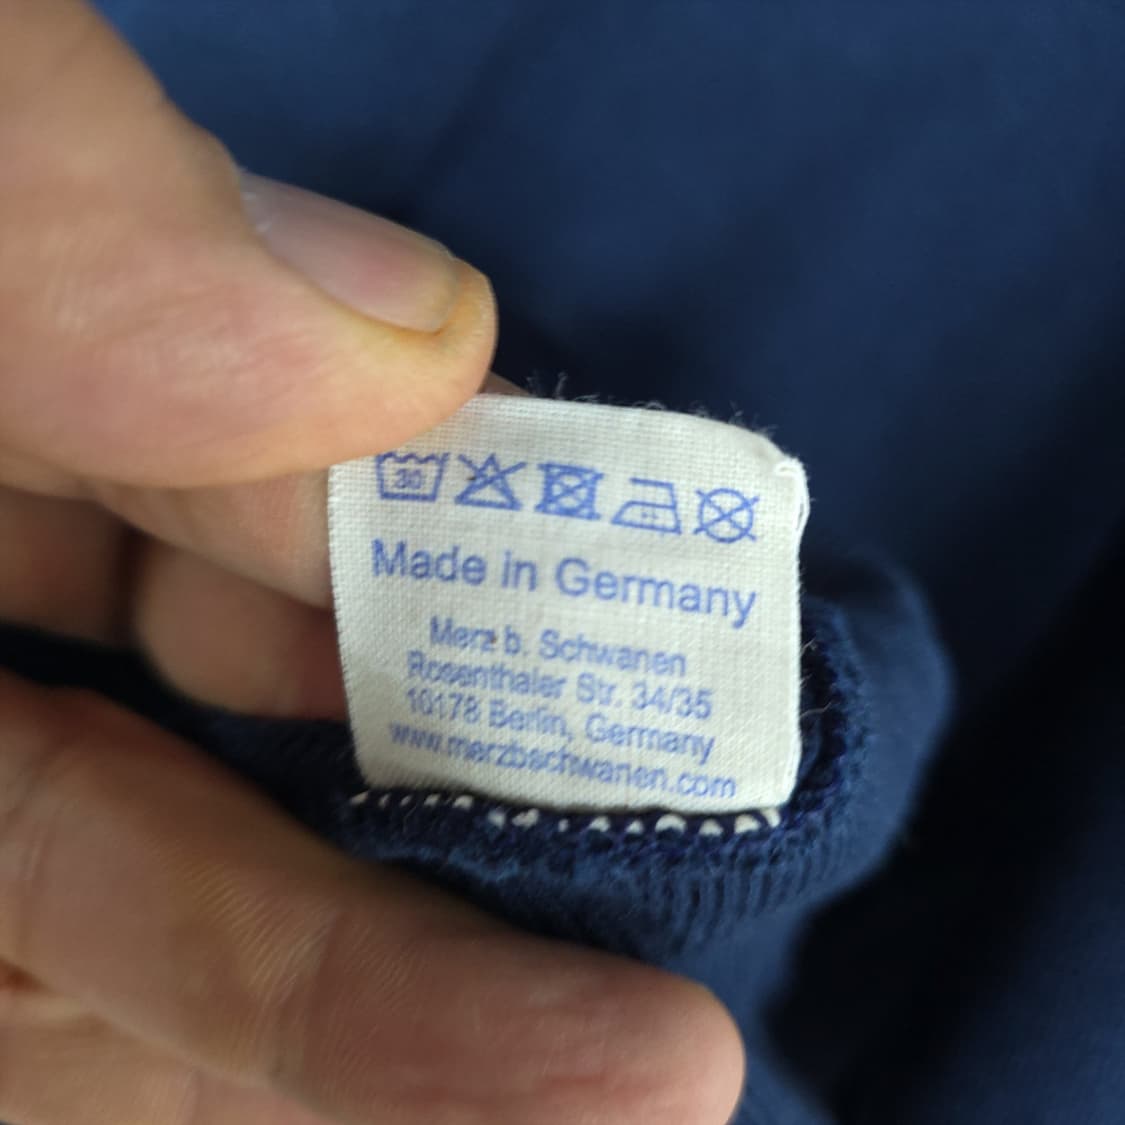 30
Made in Germany
Merz b. Schwanen
Rosenthaler Str. 34/35
10178 Berlin, Germany
www.merzbschwanen.com